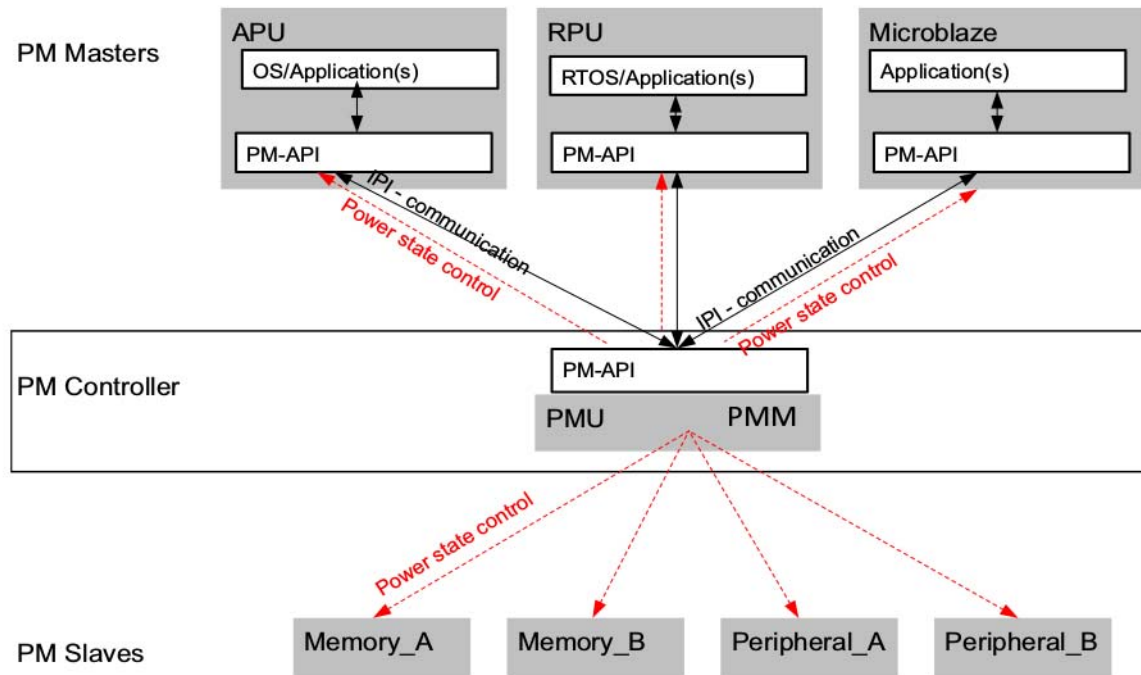 PM Masters
APU
OS/Application(s)
PM-API
RPU
RTOS/Application(s)
PM-API
Microblaze
Application(s)
PM-API
IPI - communication
Power state control
IPI - communication
Power state control
PM Controller
PM-API
PMU
PMM
Power state control
PM Slaves
Memory_A
Memory_B
Peripheral_A
Peripheral_B